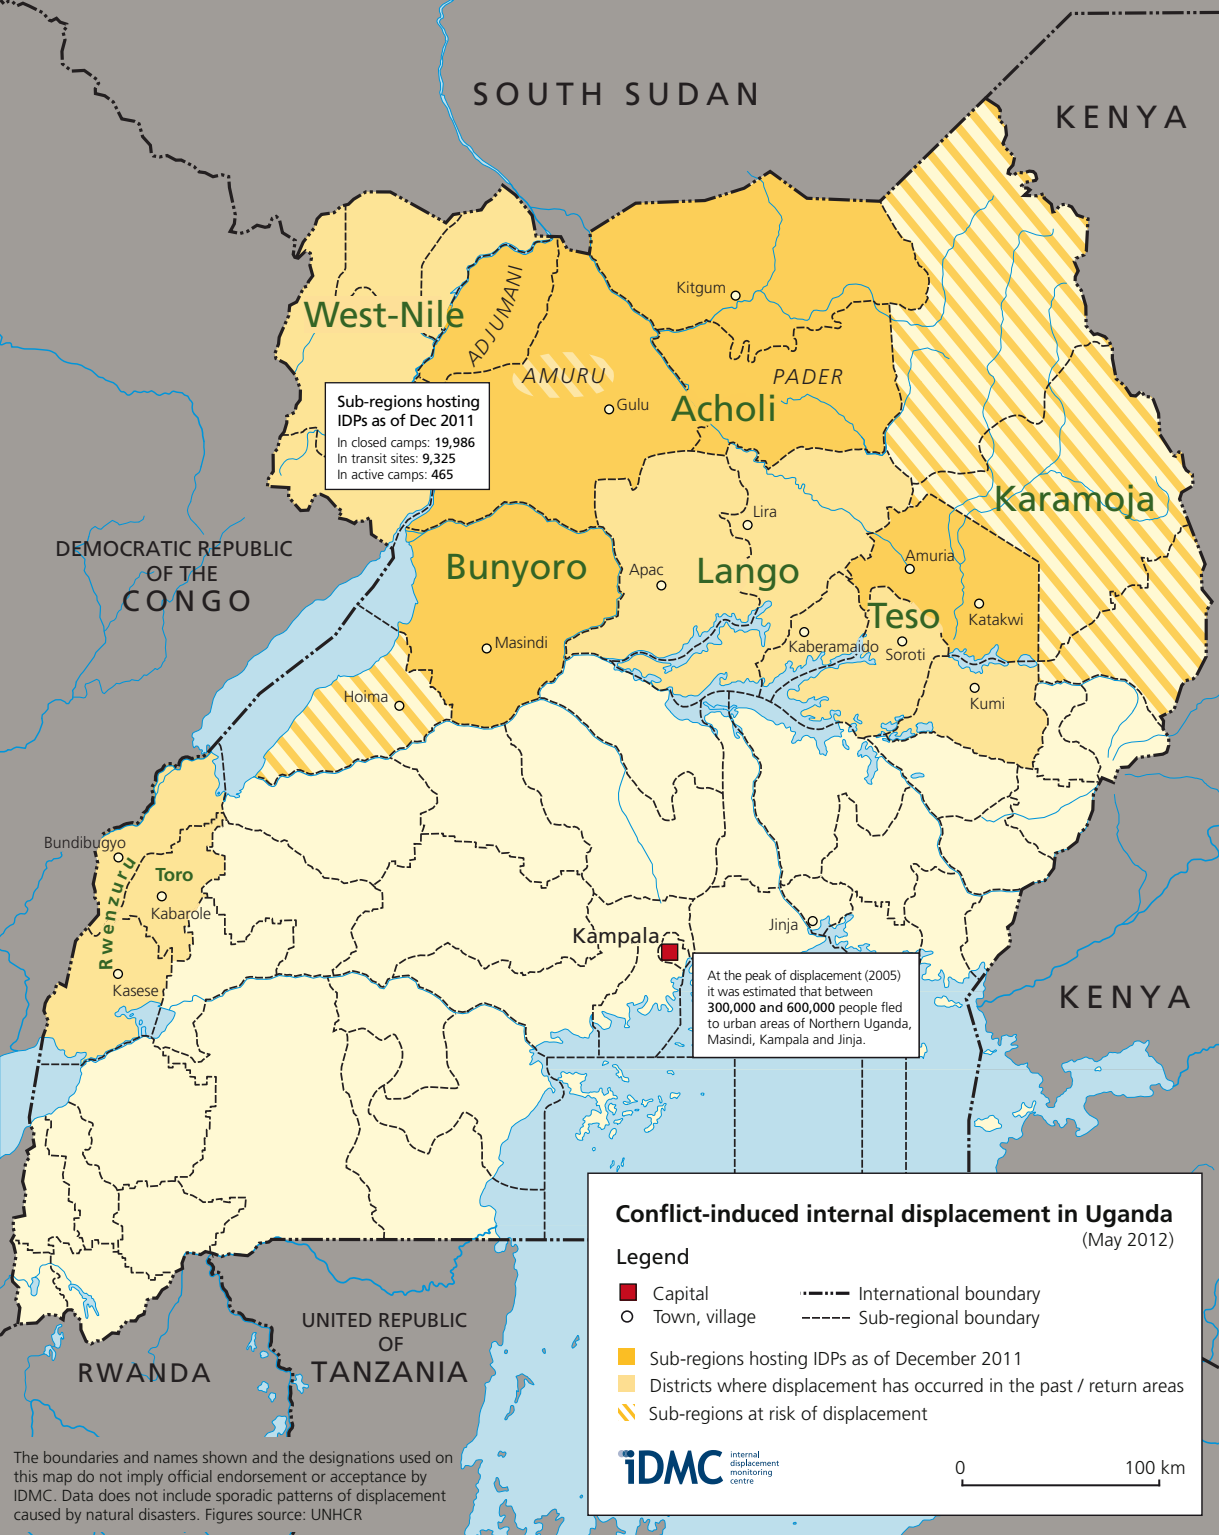 SOUTH SUDAN
KENYA
Kitgum
West-Nile
ADJUMANI
AMURU
PADER
Gulu
Acholi
Sub-regions hosting
IDPs as of Dec 2011
In closed camps: 19,986
In transit sites: 9,325
In active camps: 465
Karamoja
Lira
DEMOCRATIC REPUBLIC
OF THE
CONGO
Bunyoro
Apac
Lango
Amuria
Teso
Katakwi
Masindi
Kaberamaido
Soroti
Hoima
Kumi
Bundibugyo
Rwenzuru
Toro
Kabarole
Kasese
Kampala
Jinja
At the peak of displacement (2005)
it was estimated that between
300,000 and 600,000 people fled
to urban areas of Northern Uganda,
Masindi, Kampala and Jinja.
KENYA
UNITED REPUBLIC
OF
TANZANIA
RWANDA
Conflict-induced internal displacement in Uganda
(May 2012)
Legend
Capital
International boundary
Town, village
Sub-regional boundary
Sub-regions hosting IDPs as of December 2011
Districts where displacement has occurred in the past / return areas
Sub-regions at risk of displacement
iDMC
internal
displacement
monitoring
centre
0 100 km
The boundaries and names shown and the designations used on
this map do not imply official endorsement or acceptance by
IDMC. Data does not include sporadic patterns of displacement
caused by natural disasters. Figures source: UNHCR